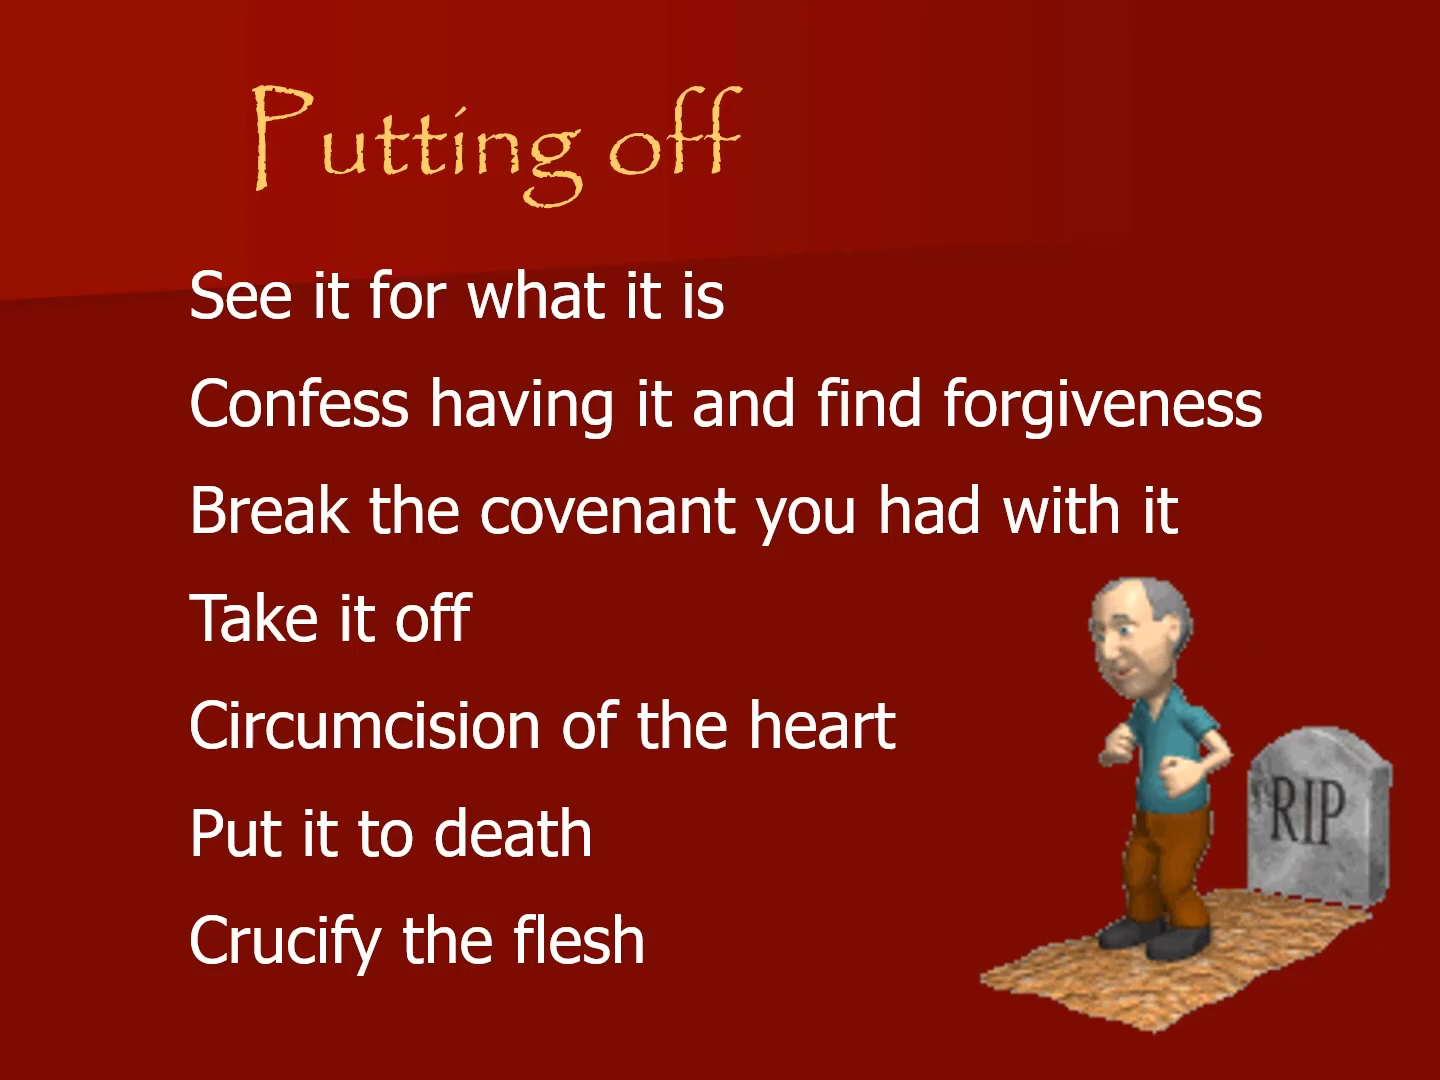 Putting off
See it for what it is
Confess having it and find forgiveness
Break the covenant you had with it
Take it off
Circumcision of the heart
Put it to death
Crucify the flesh
RIP